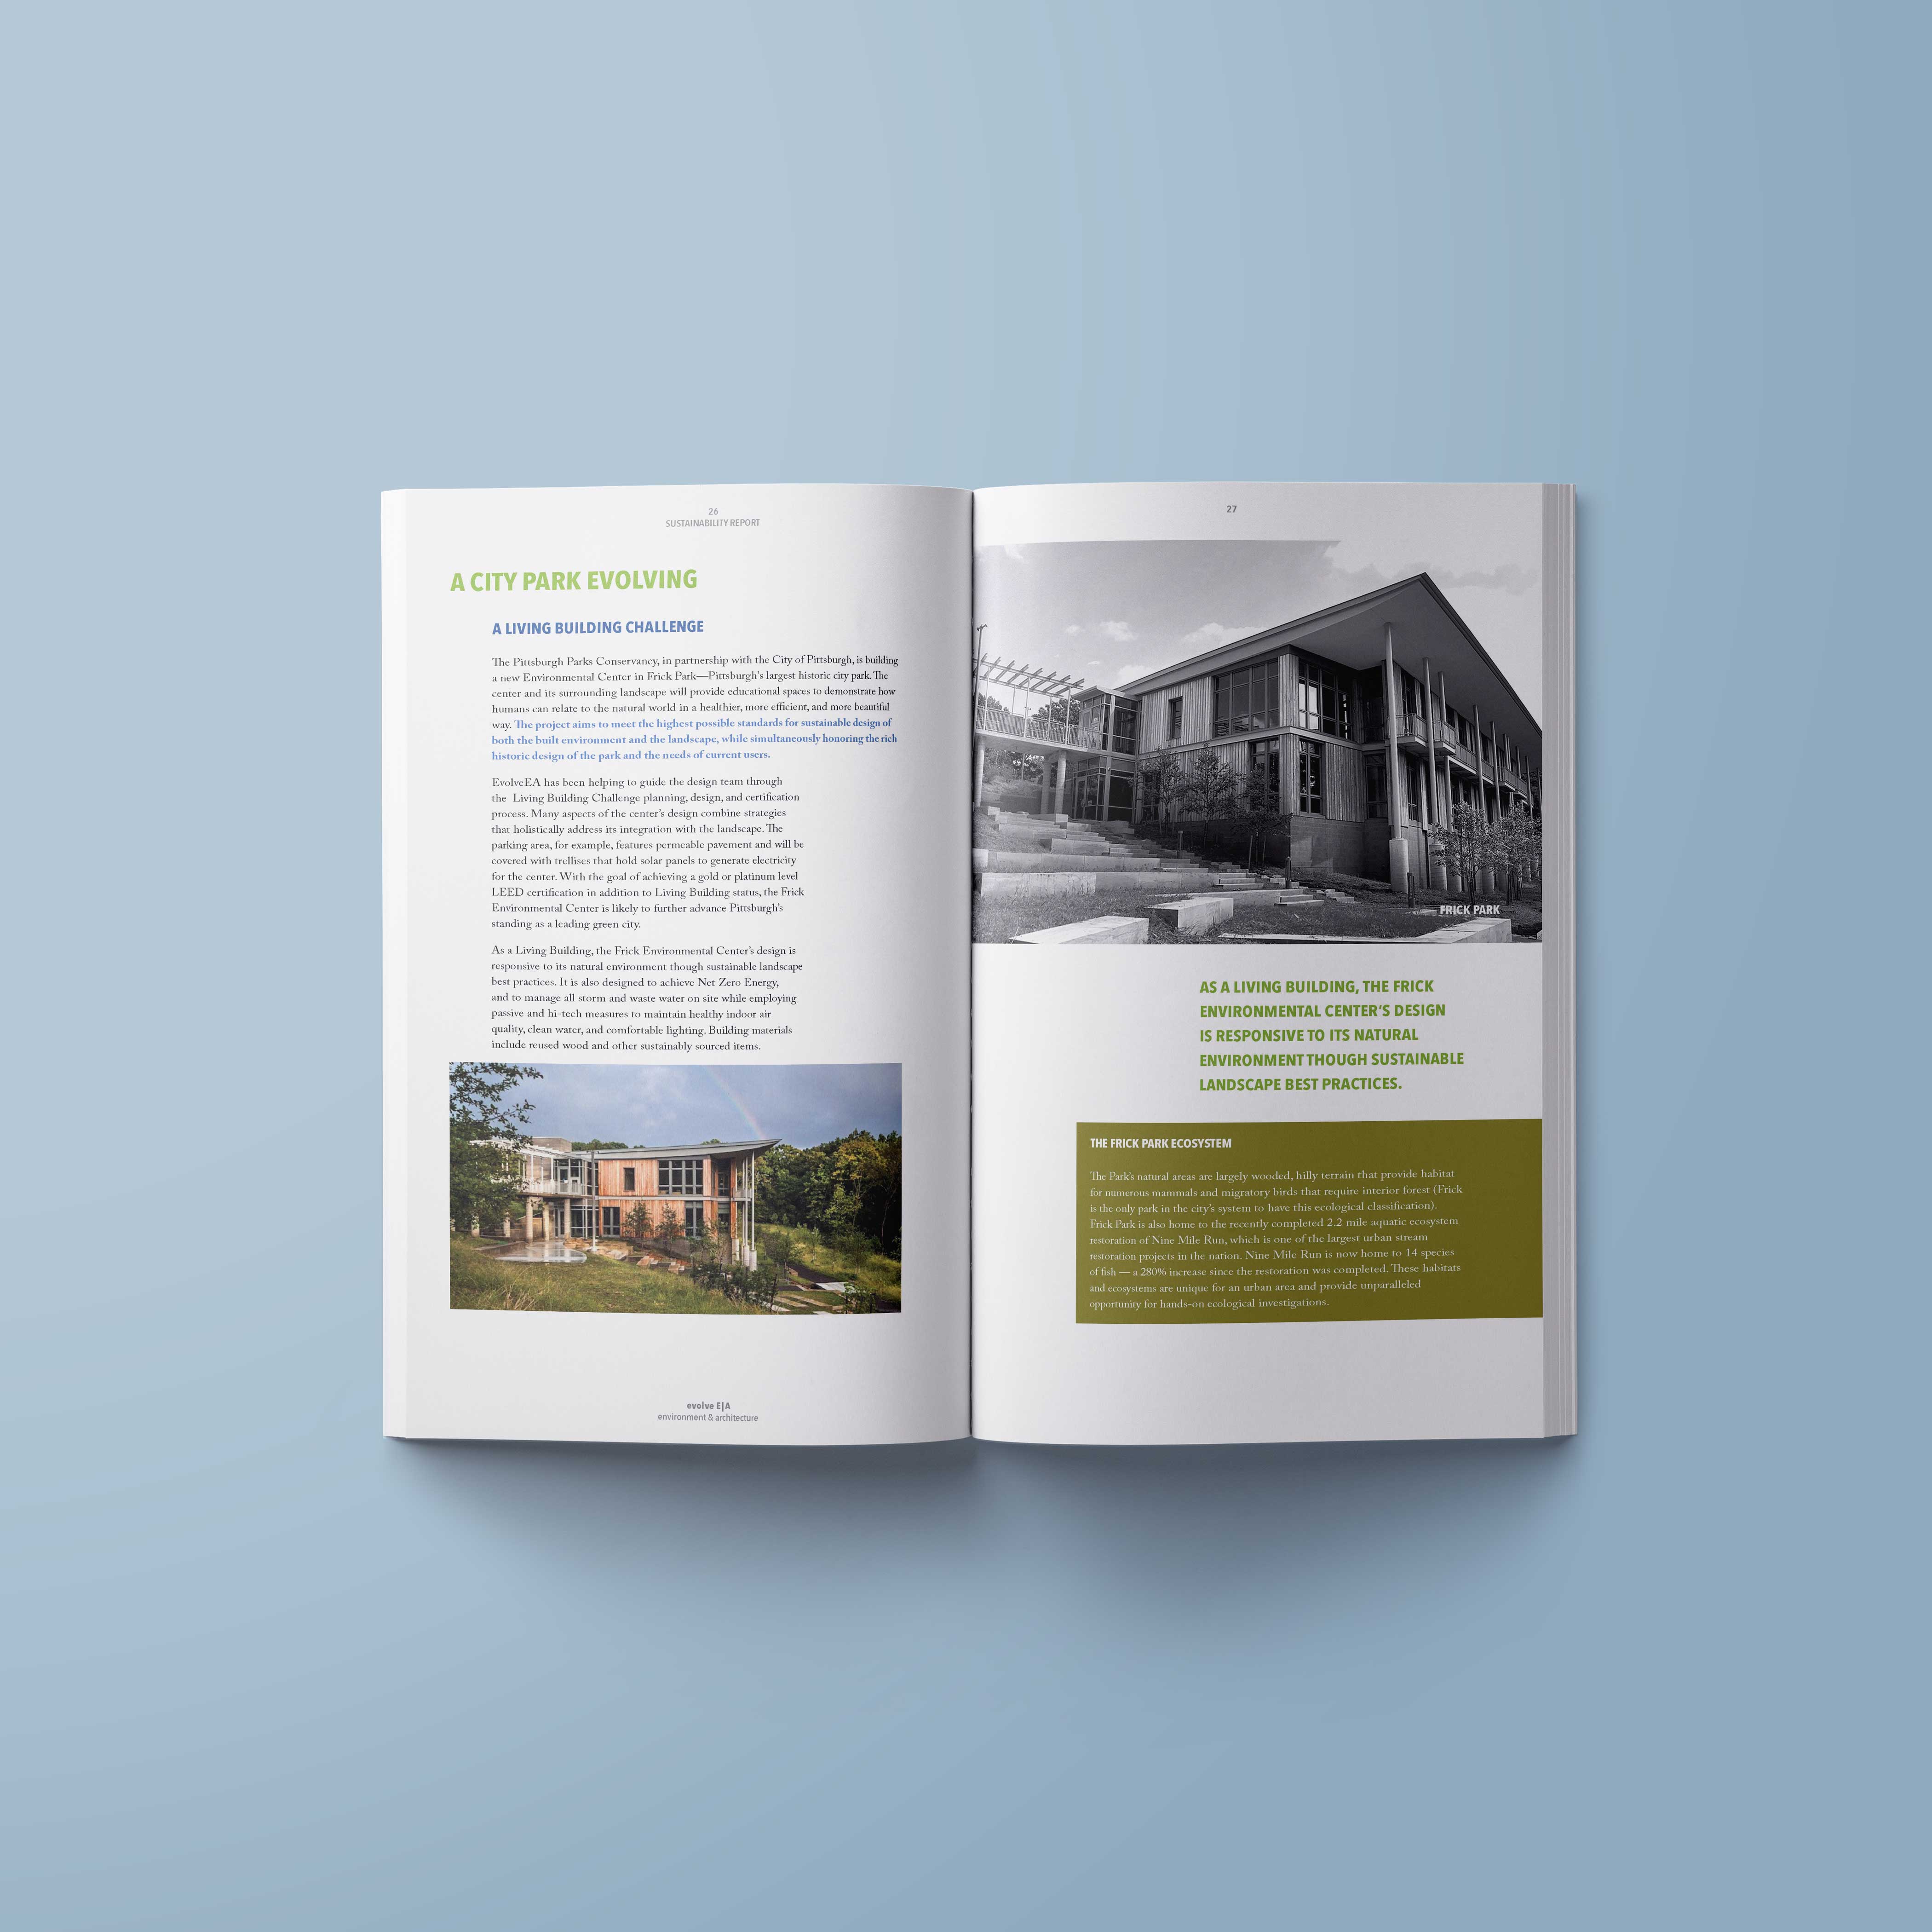 26
SUSTAINABILITY REPORT
A CITY PARK EVOLVING
A LIVING BUILDING CHALLENGE
The Pittsburgh Parks Conservancy, in partnership with the City of Pittsburgh, is building
a new Environmental Center in Frick Park—Pittsburgh's largest historic city park. The
center and its surrounding landscape will provide educational spaces to demonstrate how
humans can relate to the natural world in a healthier, more efficient, and more beautiful
way. The project aims to meet the highest possible standards for sustainable design of
both the built environment and the landscape, while simultaneously honoring the rich
historic design of the park and the needs of current users.
EvolveEA has been helping to guide the design team through
the  Living Building Challenge planning, design, and certification
process. Many aspects of the center's design combine strategies
that holistically address its integration with the landscape. The
parking area, for example, features permeable pavement and will be
covered with trellises that hold solar panels to generate electricity
for the center. With the goal of achieving a gold or platinum level
LEED certification in addition to Living Building status, the Frick
Environmental Center is likely to further advance Pittsburgh's
standing as a leading green city.
As a Living Building, the Frick Environmental Center's design is
responsive to its natural environment though sustainable landscape
best practices. It is also designed to achieve Net Zero Energy,
and to manage all storm and waste water on site while employing
passive and hi-tech measures to maintain healthy indoor air
quality, clean water, and comfortable lighting. Building materials
include reused wood and other sustainably sourced items.
evolve E|A
environment & architecture
27
FRICK PARK
AS A LIVING BUILDING, THE FRICK
ENVIRONMENTAL CENTER'S DESIGN
IS RESPONSIVE TO ITS NATURAL
ENVIRONMENT THOUGH SUSTAINABLE
LANDSCAPE BEST PRACTICES.
THE FRICK PARK ECOSYSTEM
The Park's natural areas are largely wooded, hilly terrain that provide habitat
for numerous mammals and migratory birds that require interior forest (Frick
is the only park in the city's system to have this ecological classification).
Frick Park is also home to the recently completed 2.2 mile aquatic ecosystem
restoration of Nine Mile Run, which is one of the largest urban stream
restoration projects in the nation. Nine Mile Run is now home to 14 species
of fish — a 280% increase since the restoration was completed. These habitats
and ecosystems are unique for an urban area and provide unparalleled
opportunity for hands-on ecological investigations.